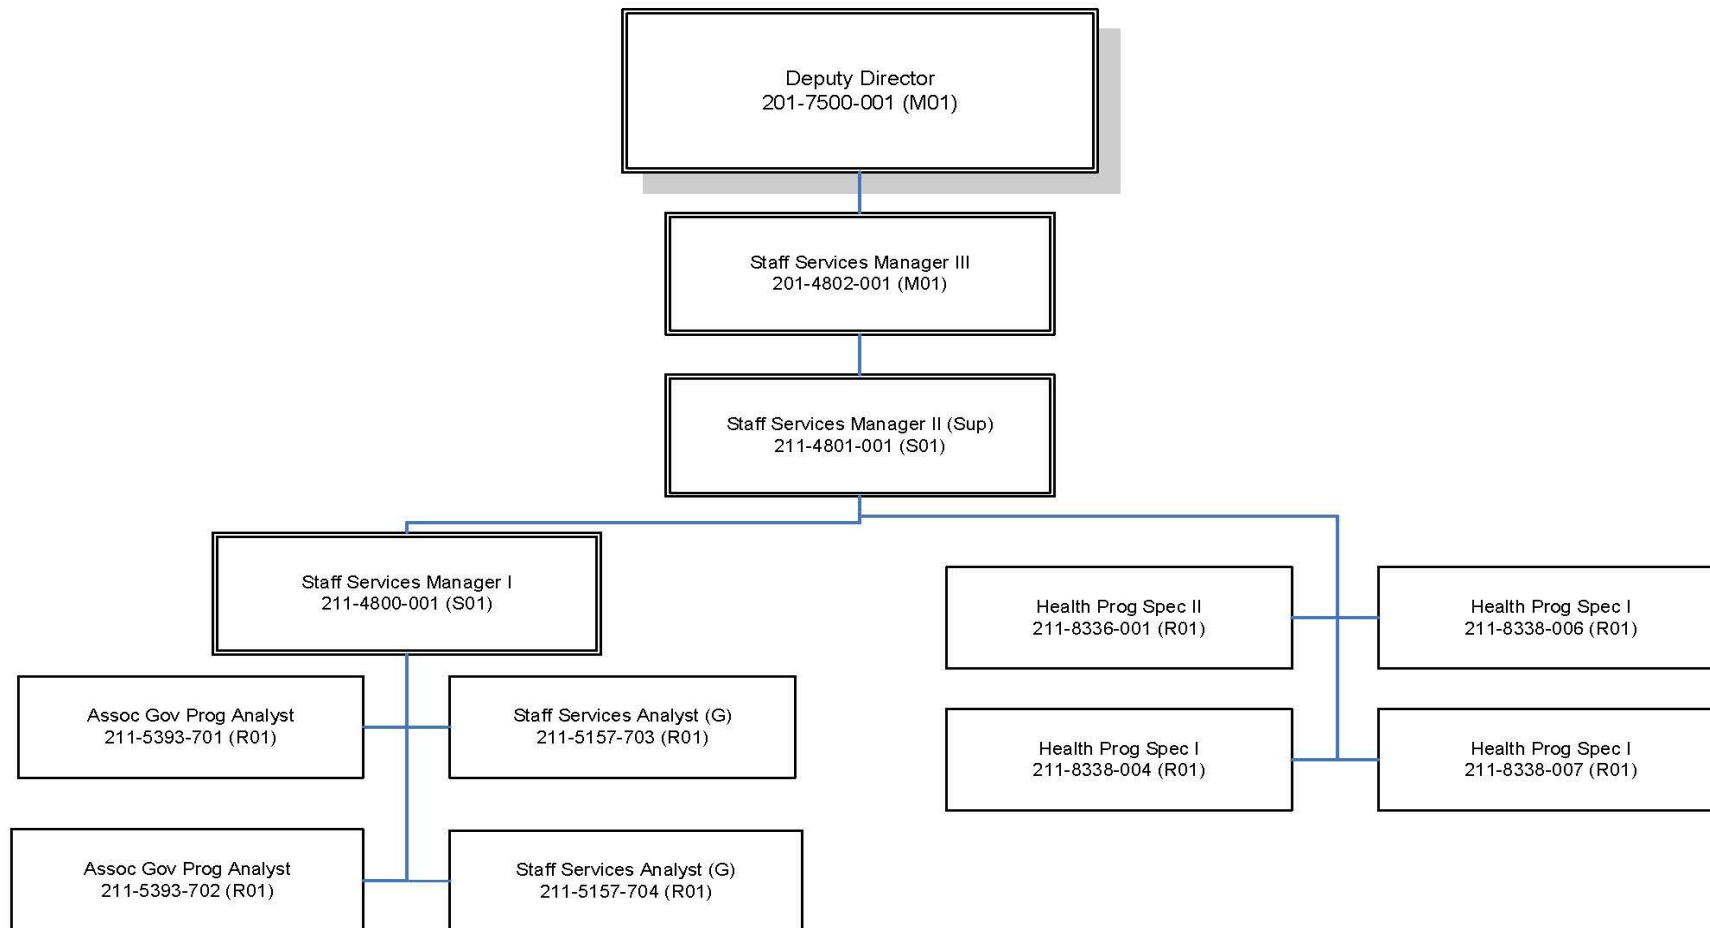 Deputy Director
201-7500-001 (M01)
Staff Services Manager III
201-4802-001 (M01)
Staff Services Manager II (Sup)
211-4801-001 (S01)
Staff Services Manager I
211-4800-001 (S01)
Health Prog Spec II
211-8336-001 (R01)
Health Prog Spec I
211-8338-006 (R01)
Assoc Gov Prog Analyst
211-5393-701 (R01)
Staff Services Analyst (G)
211-5157-703 (R01)
Health Prog Spec I
211-8338-004 (R01)
Health Prog Spec I
211-8338-007 (R01)
Assoc Gov Prog Analyst
211-5393-702 (R01)
Staff Services Analyst (G)
211-5157-704 (R01)